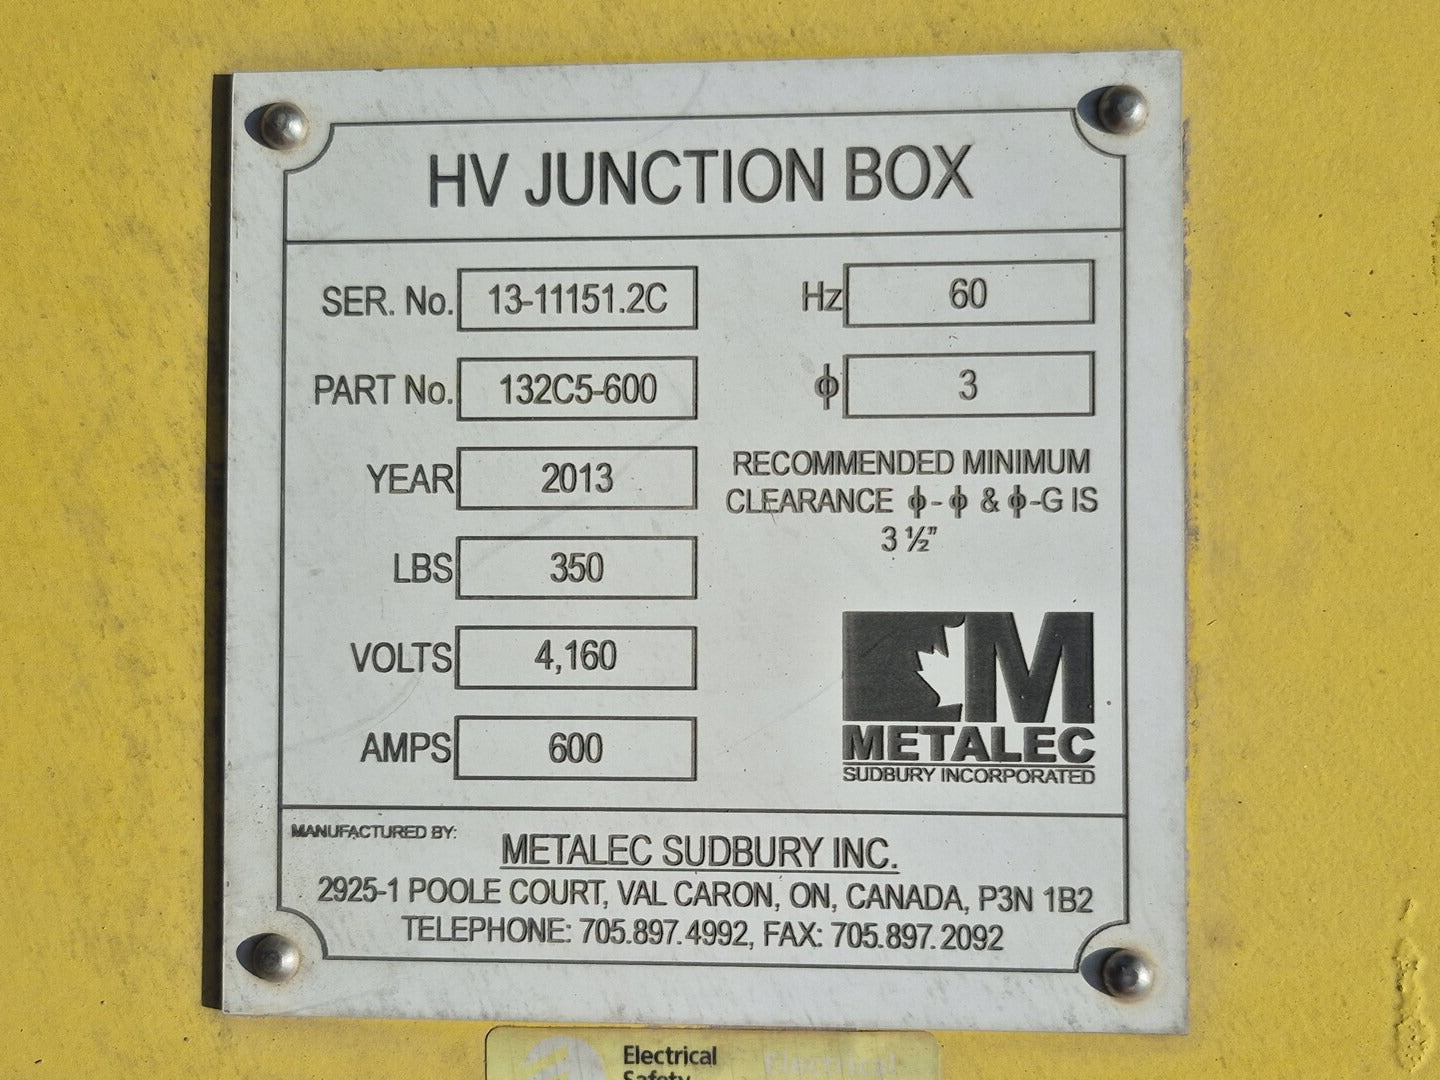 HV JUNCTION BOX
SER. No. 13-11151.2C
Hz 60
PART No. 132C5-600
ϕ 3
YEAR 2013
RECOMMENDED MINIMUM
CLEARANCE ϕ-ϕ & ϕ-G IS
3 ½"
LBS 350
VOLTS 4,160
AMPS 600
M
METALEC
SUDBURY INCORPORATED
MANUFACTURED BY:
METALEC SUDBURY INC.
2925-1 POOLE COURT, VAL CARON, ON, CANADA, P3N 1B2
TELEPHONE: 705.897.4992, FAX: 705.897.2092
Electrical
Safety
Electrical